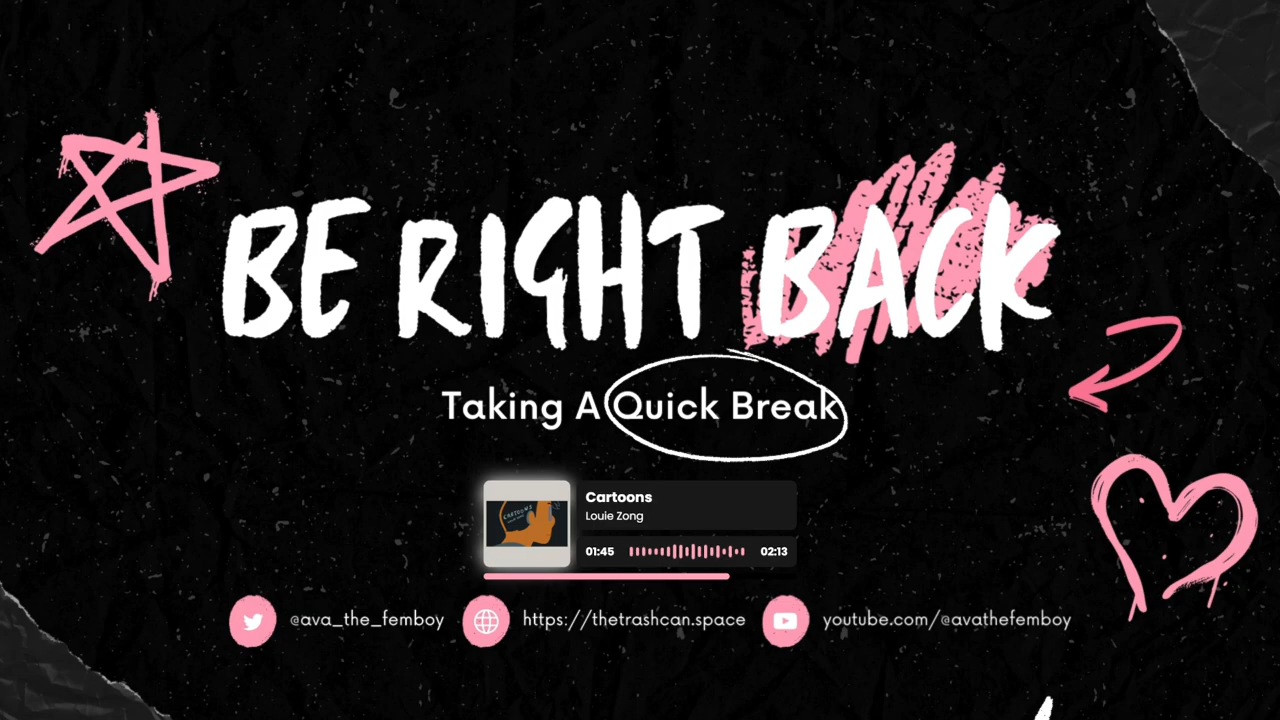 BE RIGHT BACK
Taking A Quick Break
Cartoons
Louie Zong
01:45 02:13
@ava_the_femboy https://thetrashcan.space youtube.com/@avathefemboy